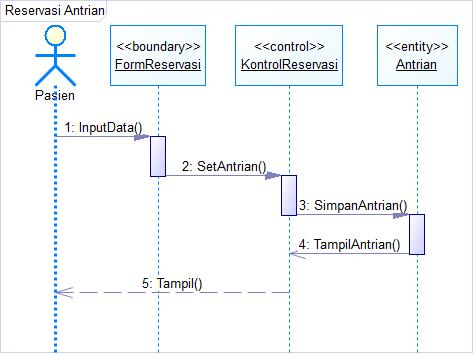 Reservasi Antrian
<<boundary>>
FormReservasi
<<control>>
KontrolReservasi
<<entity>>
Antrian
Pasien
1: InputData()
2: SetAntrian()
3: SimpanAntrian()
4: TampilAntrian()
5: Tampil()